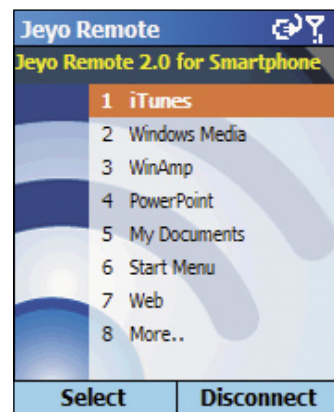 Jeyo Remote
Jeyo Remote 2.0 for Smartphone
1 iTunes
2 Windows Media
3 WinAmp
4 PowerPoint
5 My Documents
6 Start Menu
7 Web
8 More..
Select Disconnect